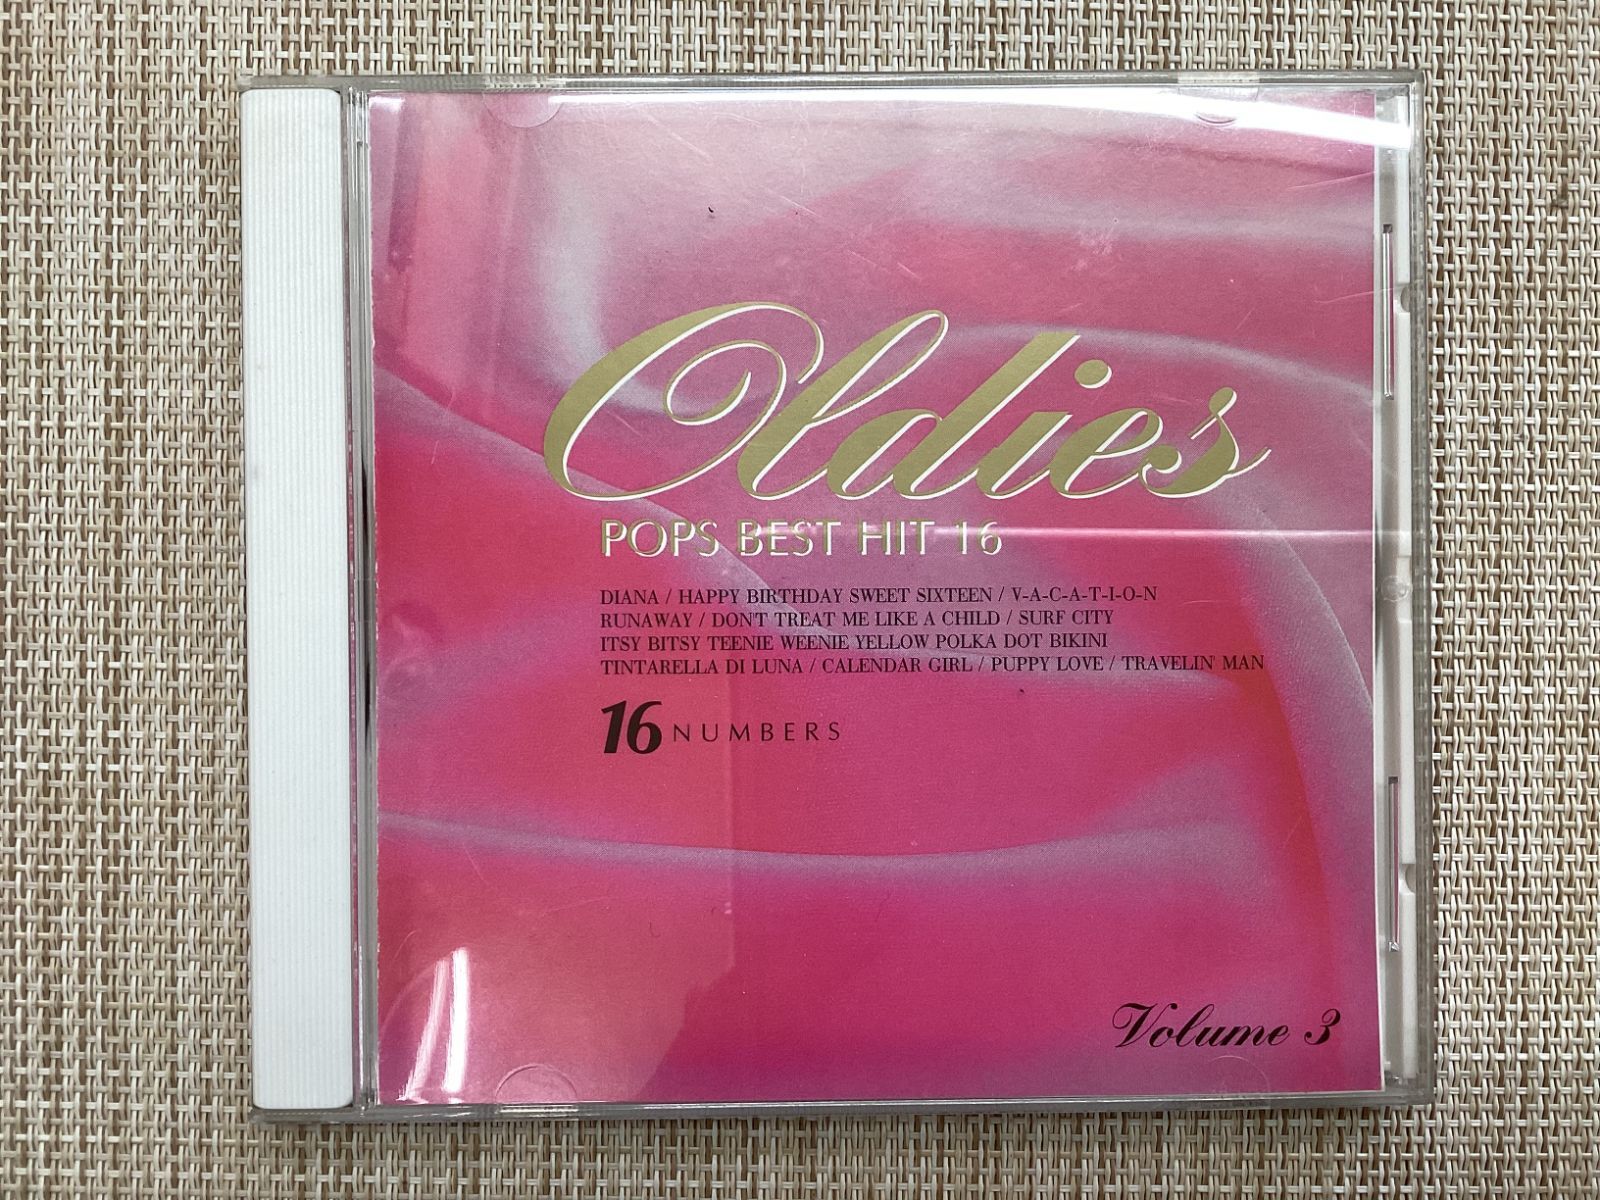 Oldies
POPS BEST HIT 16
DIANA / HAPPY BIRTHDAY SWEET SIXTEEN / V-A-C-A-T-I-O-N
RUNAWAY / DON'T TREAT ME LIKE A CHILD / SURF CITY
ITSY BITSY TEENIE WEENIE YELLOW POLKA DOT BIKINI
TINTARELLA DI LUNA / CALENDAR GIRL / PUPPY LOVE / TRAVELIN' MAN
16 NUMBERS
Volume 3